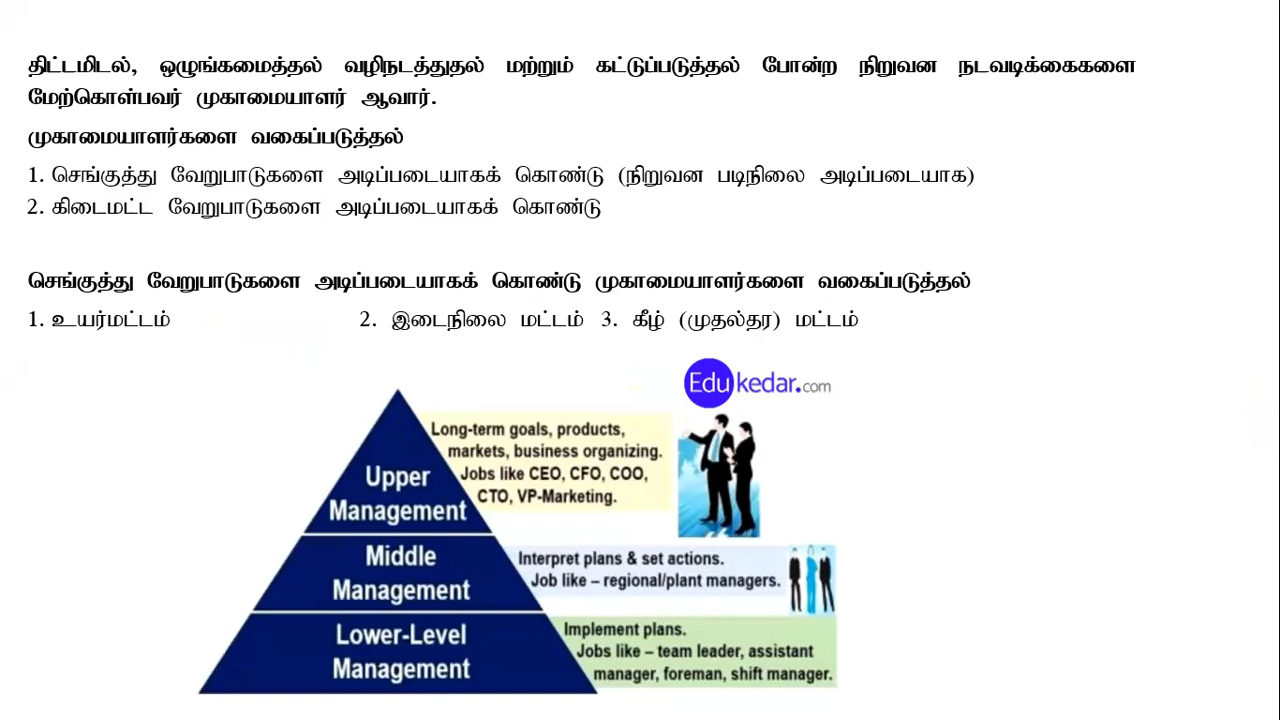 திட்டமிடல், ஒழுங்கமைத்தல் வழிநடத்துதல் மற்றும் கட்டுப்படுத்தல் போன்ற நிறுவன நடவடிக்கைகளை
மேற்கொள்பவர் முகாமையாளர் ஆவார்.
முகாமையாளர்களை வகைப்படுத்தல்
1. செங்குத்து வேறுபாடுகளை அடிப்படையாகக் கொண்டு (நிறுவன படிநிலை அடிப்படையாக)
2. கிடைமட்ட வேறுபாடுகளை அடிப்படையாகக் கொண்டு
செங்குத்து வேறுபாடுகளை அடிப்படையாகக் கொண்டு முகாமையாளர்களை வகைப்படுத்தல்
1. உயர்மட்டம் 2. இடைநிலை மட்டம் 3. கீழ் (முதல்தர) மட்டம்
Edukedar.com
Long-term goals, products,
markets, business organizing.
Jobs like CEO, CFO, COO,
CTO, VP-Marketing.
Upper
Management
Middle
Management
Interpret plans & set actions.
Job like – regional/plant managers.
Lower-Level
Management
Implement plans.
Jobs like – team leader, assistant
manager, foreman, shift manager.